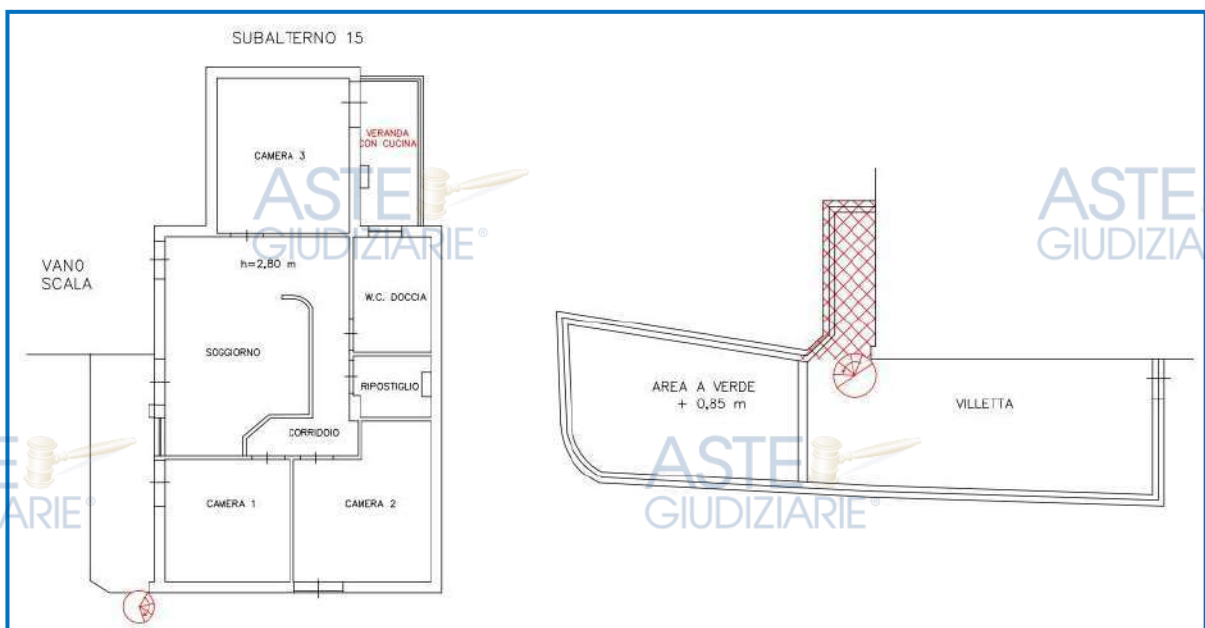 SUBALTERNO 15
VERANDA
CON CUCINA
CAMERA 3
ASTE
GIUDIZIARIE®
h=2,80 m
VANO
SCALA
W.C. DOCCIA
SOGGIORNO
RIPOSTIGLIO
CORRIDOIO
CAMERA 1
CAMERA 2
E
ARIE®
ASTE
GIUDIZIA
AREA A VERDE
+ 0,85 m
VILLETTA
ASTE
GIUDIZIARIE®